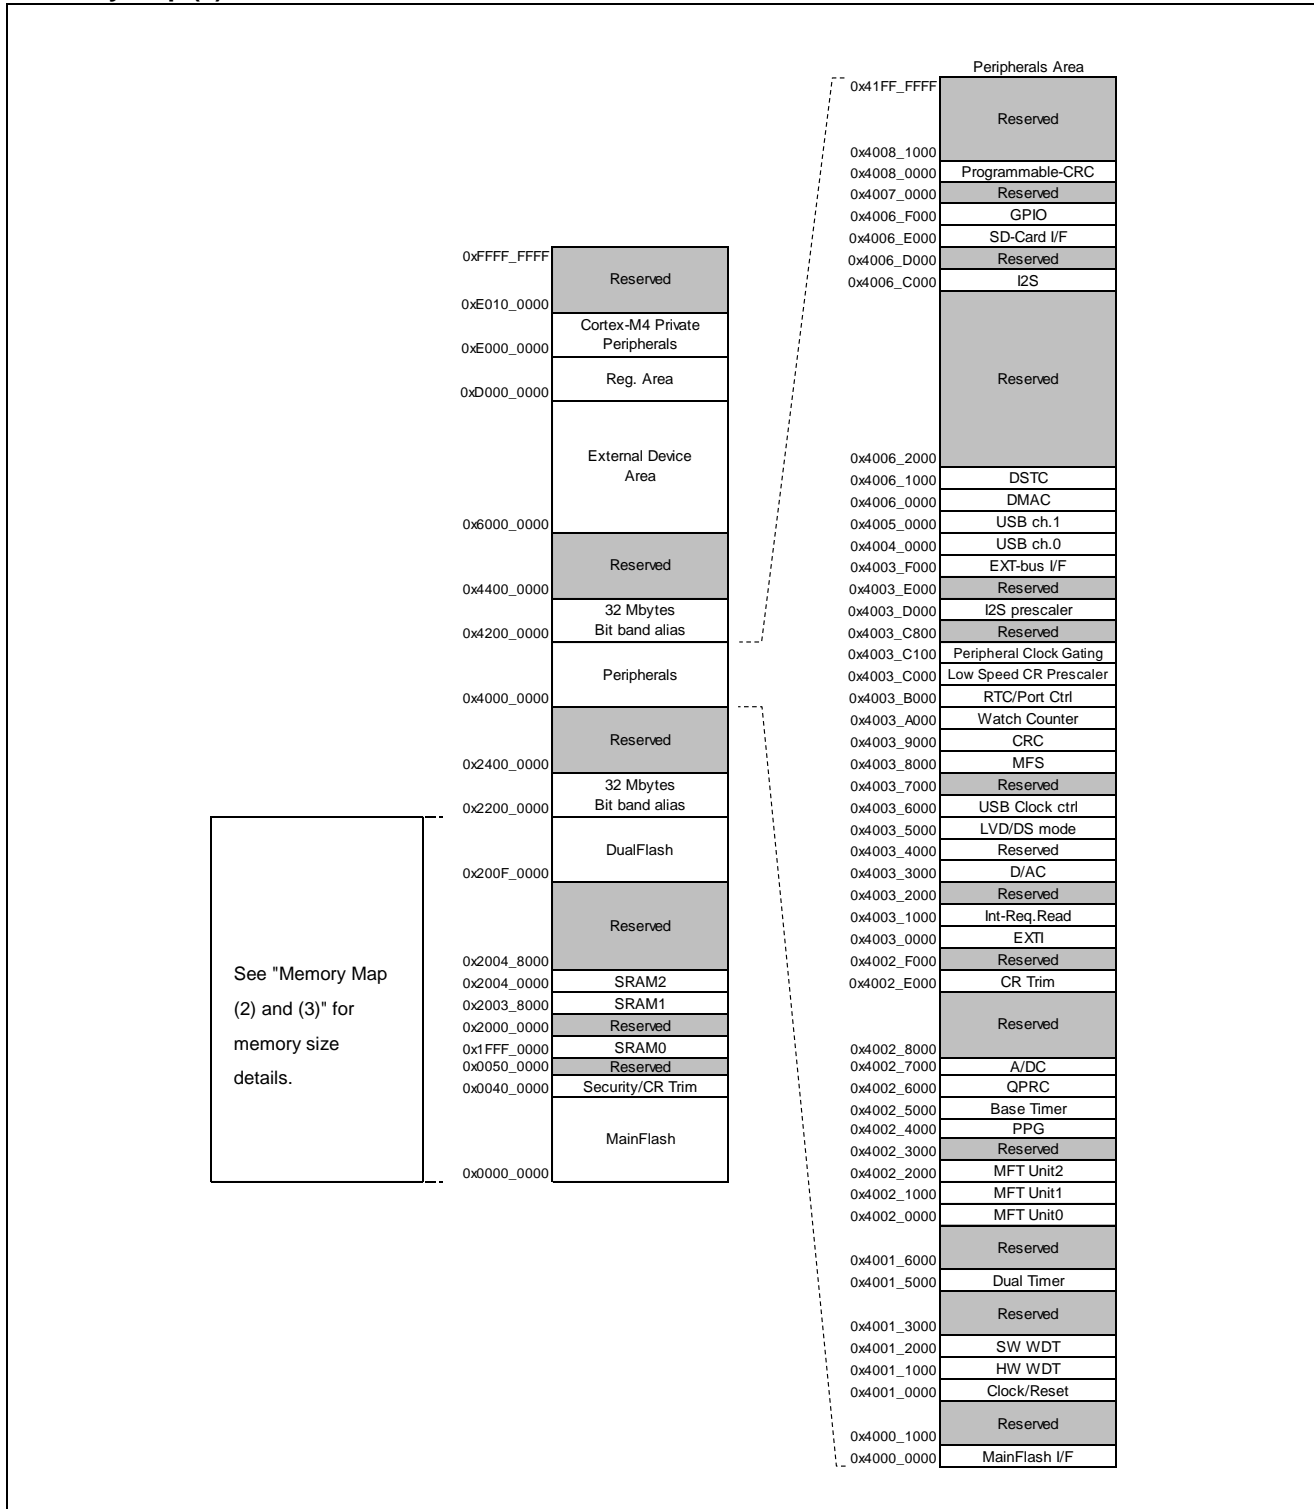 Peripherals Area
0x41FF_FFFF
Reserved
0x4008_1000
0x4008_0000 Programmable-CRC
0x4007_0000 Reserved
0x4006_F000 GPIO
0x4006_E000 SD-Card I/F
0x4006_D000 Reserved
0x4006_C000 I2S
Reserved
0x4006_2000
0x4006_1000 DSTC
0x4006_0000 DMAC
0x4005_0000 USB ch.1
0x4004_0000 USB ch.0
0x4003_F000 EXT-bus I/F
0x4003_E000 Reserved
0x4003_D000 I2S prescaler
0x4003_C800 Reserved
0x4003_C100 Peripheral Clock Gating
0x4003_C000 Low Speed CR Prescaler
0x4003_B000 RTC/Port Ctrl
0x4003_A000 Watch Counter
0x4003_9000 CRC
0x4003_8000 MFS
0x4003_7000 Reserved
0x4003_6000 USB Clock ctrl
0x4003_5000 LVD/DS mode
0x4003_4000 Reserved
0x4003_3000 D/AC
0x4003_2000 Reserved
0x4003_1000 Int-Req.Read
0x4003_0000 EXTI
0x4002_F000 Reserved
0x4002_E000 CR Trim
Reserved
0x4002_8000
0x4002_7000 A/DC
0x4002_6000 QPRC
0x4002_5000 Base Timer
0x4002_4000 PPG
0x4002_3000 Reserved
0x4002_2000 MFT Unit2
0x4002_1000 MFT Unit1
0x4002_0000 MFT Unit0
Reserved
0x4001_6000
0x4001_5000 Dual Timer
Reserved
0x4001_3000
0x4001_2000 SW WDT
0x4001_1000 HW WDT
0x4001_0000 Clock/Reset
Reserved
0x4000_1000
0x4000_0000 MainFlash I/F
0xFFFF_FFFF
Reserved
0xE010_0000
Cortex-M4 Private
0xE000_0000 Peripherals
Reg. Area
0xD000_0000
External Device
Area
0x6000_0000
Reserved
0x4400_0000
32 Mbytes
0x4200_0000 Bit band alias
Peripherals
0x4000_0000
Reserved
0x2400_0000
32 Mbytes
0x2200_0000 Bit band alias
DualFlash
0x200F_0000
Reserved
0x2004_8000
0x2004_0000 SRAM2
0x2003_8000 SRAM1
0x2000_0000 Reserved
0x1FFF_0000 SRAM0
0x0050_0000 Reserved
0x0040_0000 Security/CR Trim
MainFlash
0x0000_0000
See "Memory Map
(2) and (3)" for
memory size
details.